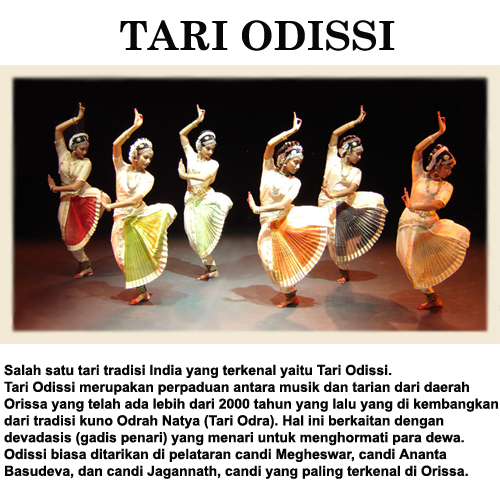 TARI ODISSI
Salah satu tari tradisi India yang terkenal yaitu Tari Odissi.
Tari Odissi merupakan perpaduan antara musik dan tarian dari daerah
Orissa yang telah ada lebih dari 2000 tahun yang lalu yang di kembangkan
dari tradisi kuno Odrah Natya (Tari Odra). Hal ini berkaitan dengan
devadasis (gadis penari) yang menari untuk menghormati para dewa.
Odissi biasa ditarikan di pelataran candi Megheswar, candi Ananta
Basudeva, dan candi Jagannath, candi yang paling terkenal di Orissa.